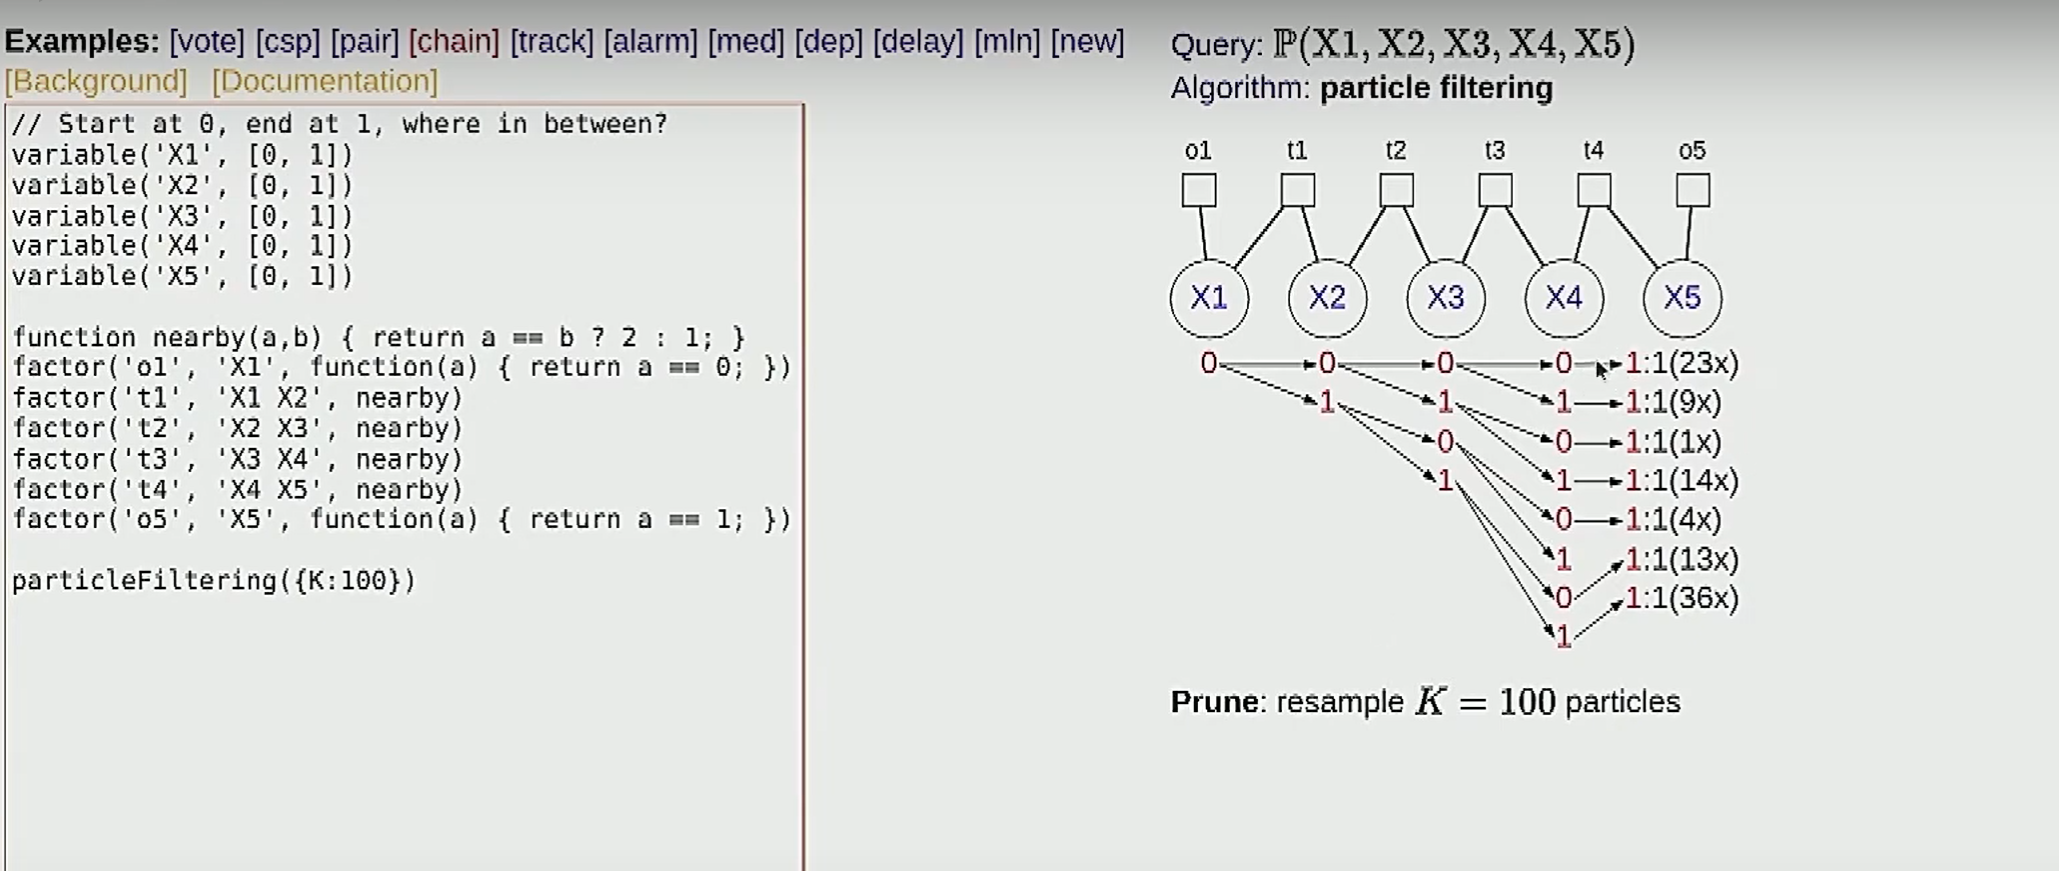 Examples: [vote] [csp] [pair] [chain] [track] [alarm] [med] [dep] [delay] [mln] [new]
[Background] [Documentation]
// Start at 0, end at 1, where in between?
variable('X1', [0, 1])
variable('X2', [0, 1])
variable('X3', [0, 1])
variable('X4', [0, 1])
variable('X5', [0, 1])
function nearby(a,b) { return a == b ? 2 : 1; }
factor('o1', 'X1', function(a) { return a == 0; })
factor('t1', 'X1 X2', nearby)
factor('t2', 'X2 X3', nearby)
factor('t3', 'X3 X4', nearby)
factor('t4', 'X4 X5', nearby)
factor('o5', 'X5', function(a) { return a == 1; })
particleFiltering({K:100})
Query: ℙ(X1, X2, X3, X4, X5)
Algorithm: particle filtering
o1 t1 t2 t3 t4 o5
X1 X2 X3 X4 X5
0 0 0 0 1:1(23x)
1 1 1 1:1(9x)
0 0 1:1(1x)
1 1 1:1(14x)
0 1:1(4x)
1 1:1(13x)
0 1:1(36x)
1
Prune: resample K = 100 particles